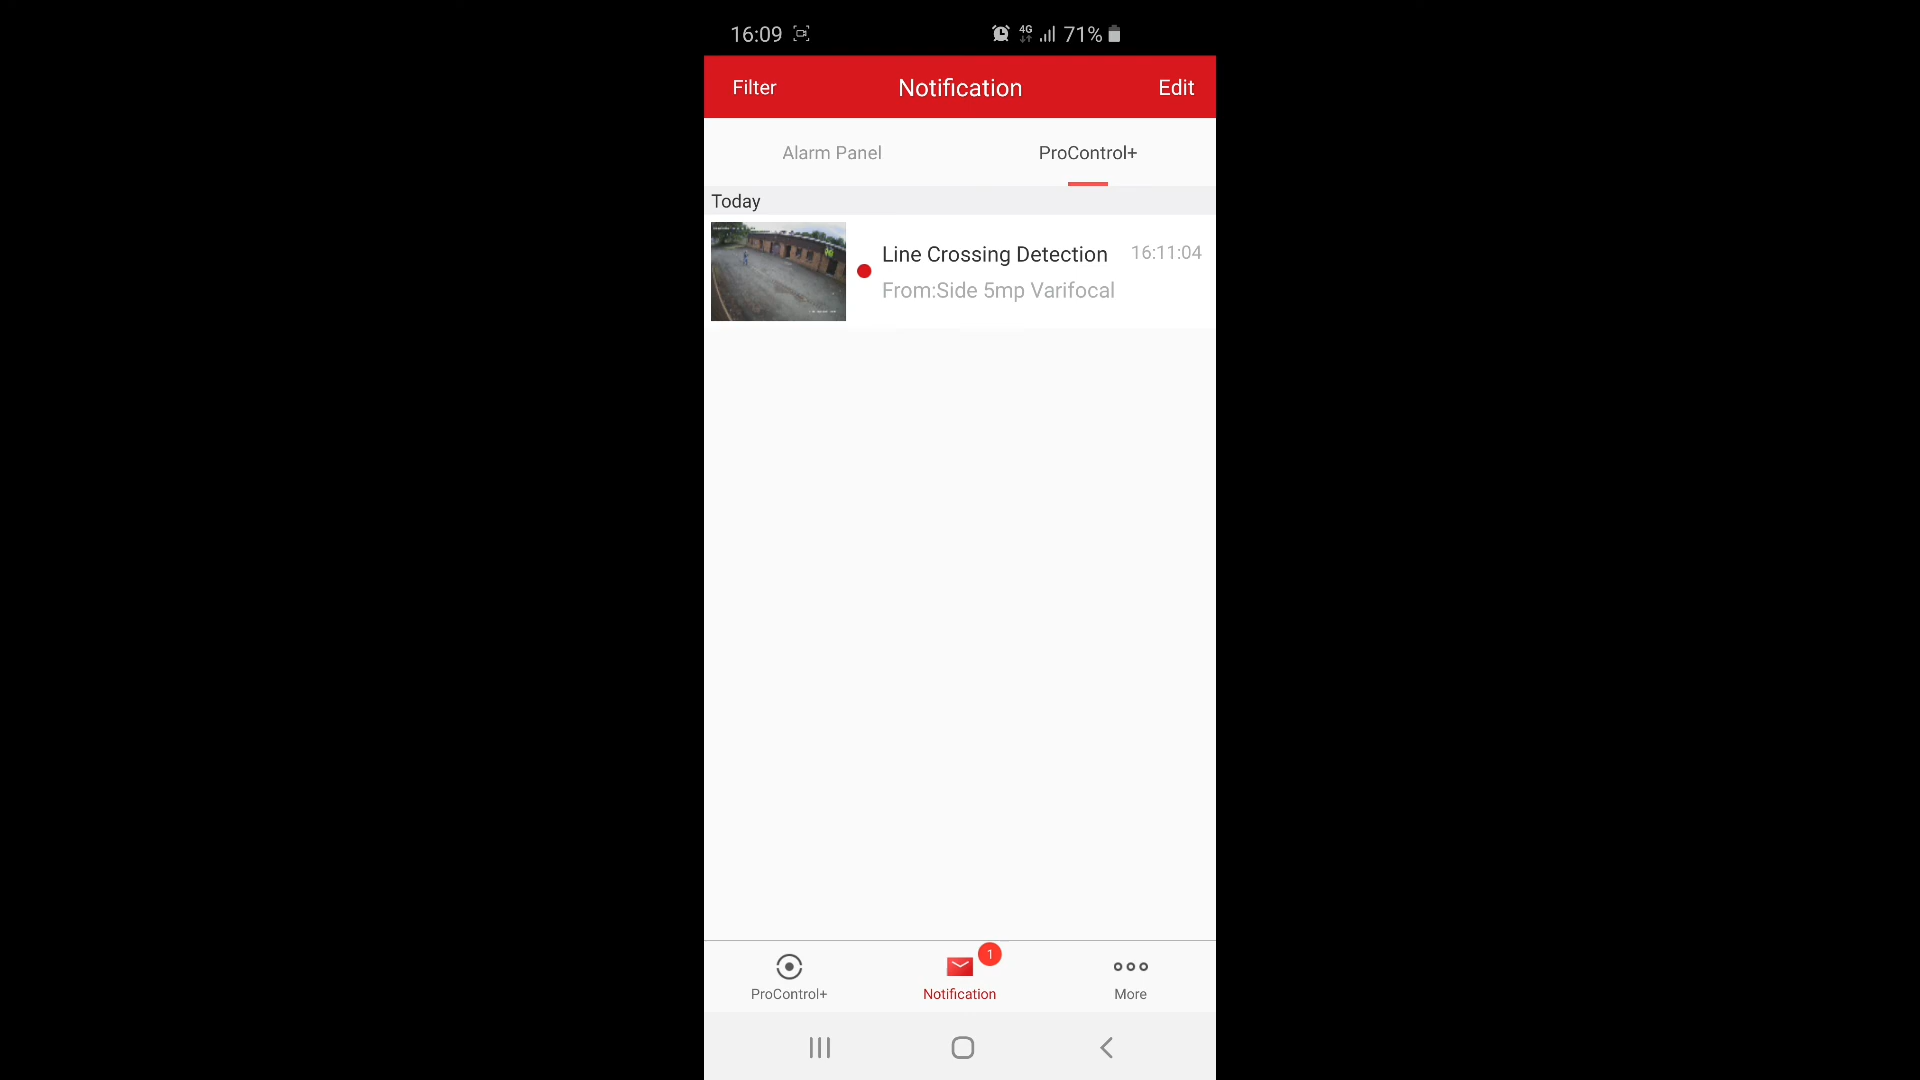 16:09
4G
71%
Filter
Notification
Edit
Alarm Panel
ProControl+
Today
Line Crossing Detection
16:11:04
From:Side 5mp Varifocal
1
ProControl+
Notification
More